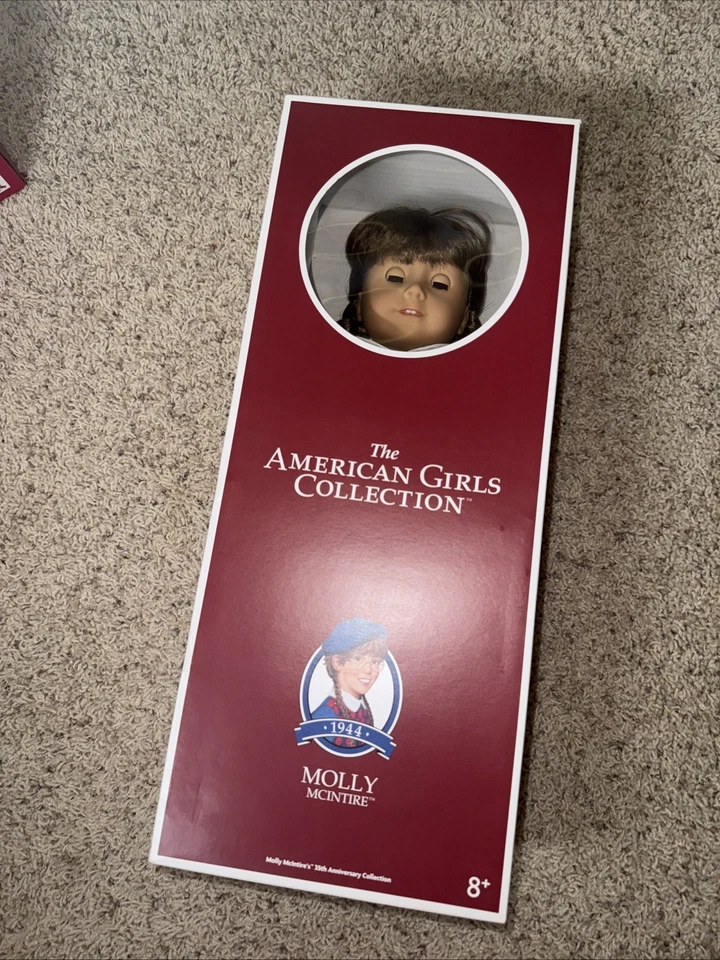 The
AMERICAN GIRLS
COLLECTION™
• 1944 •
MOLLY
MCINTIRE™
Molly McIntire's™ 35th Anniversary Collection
8+